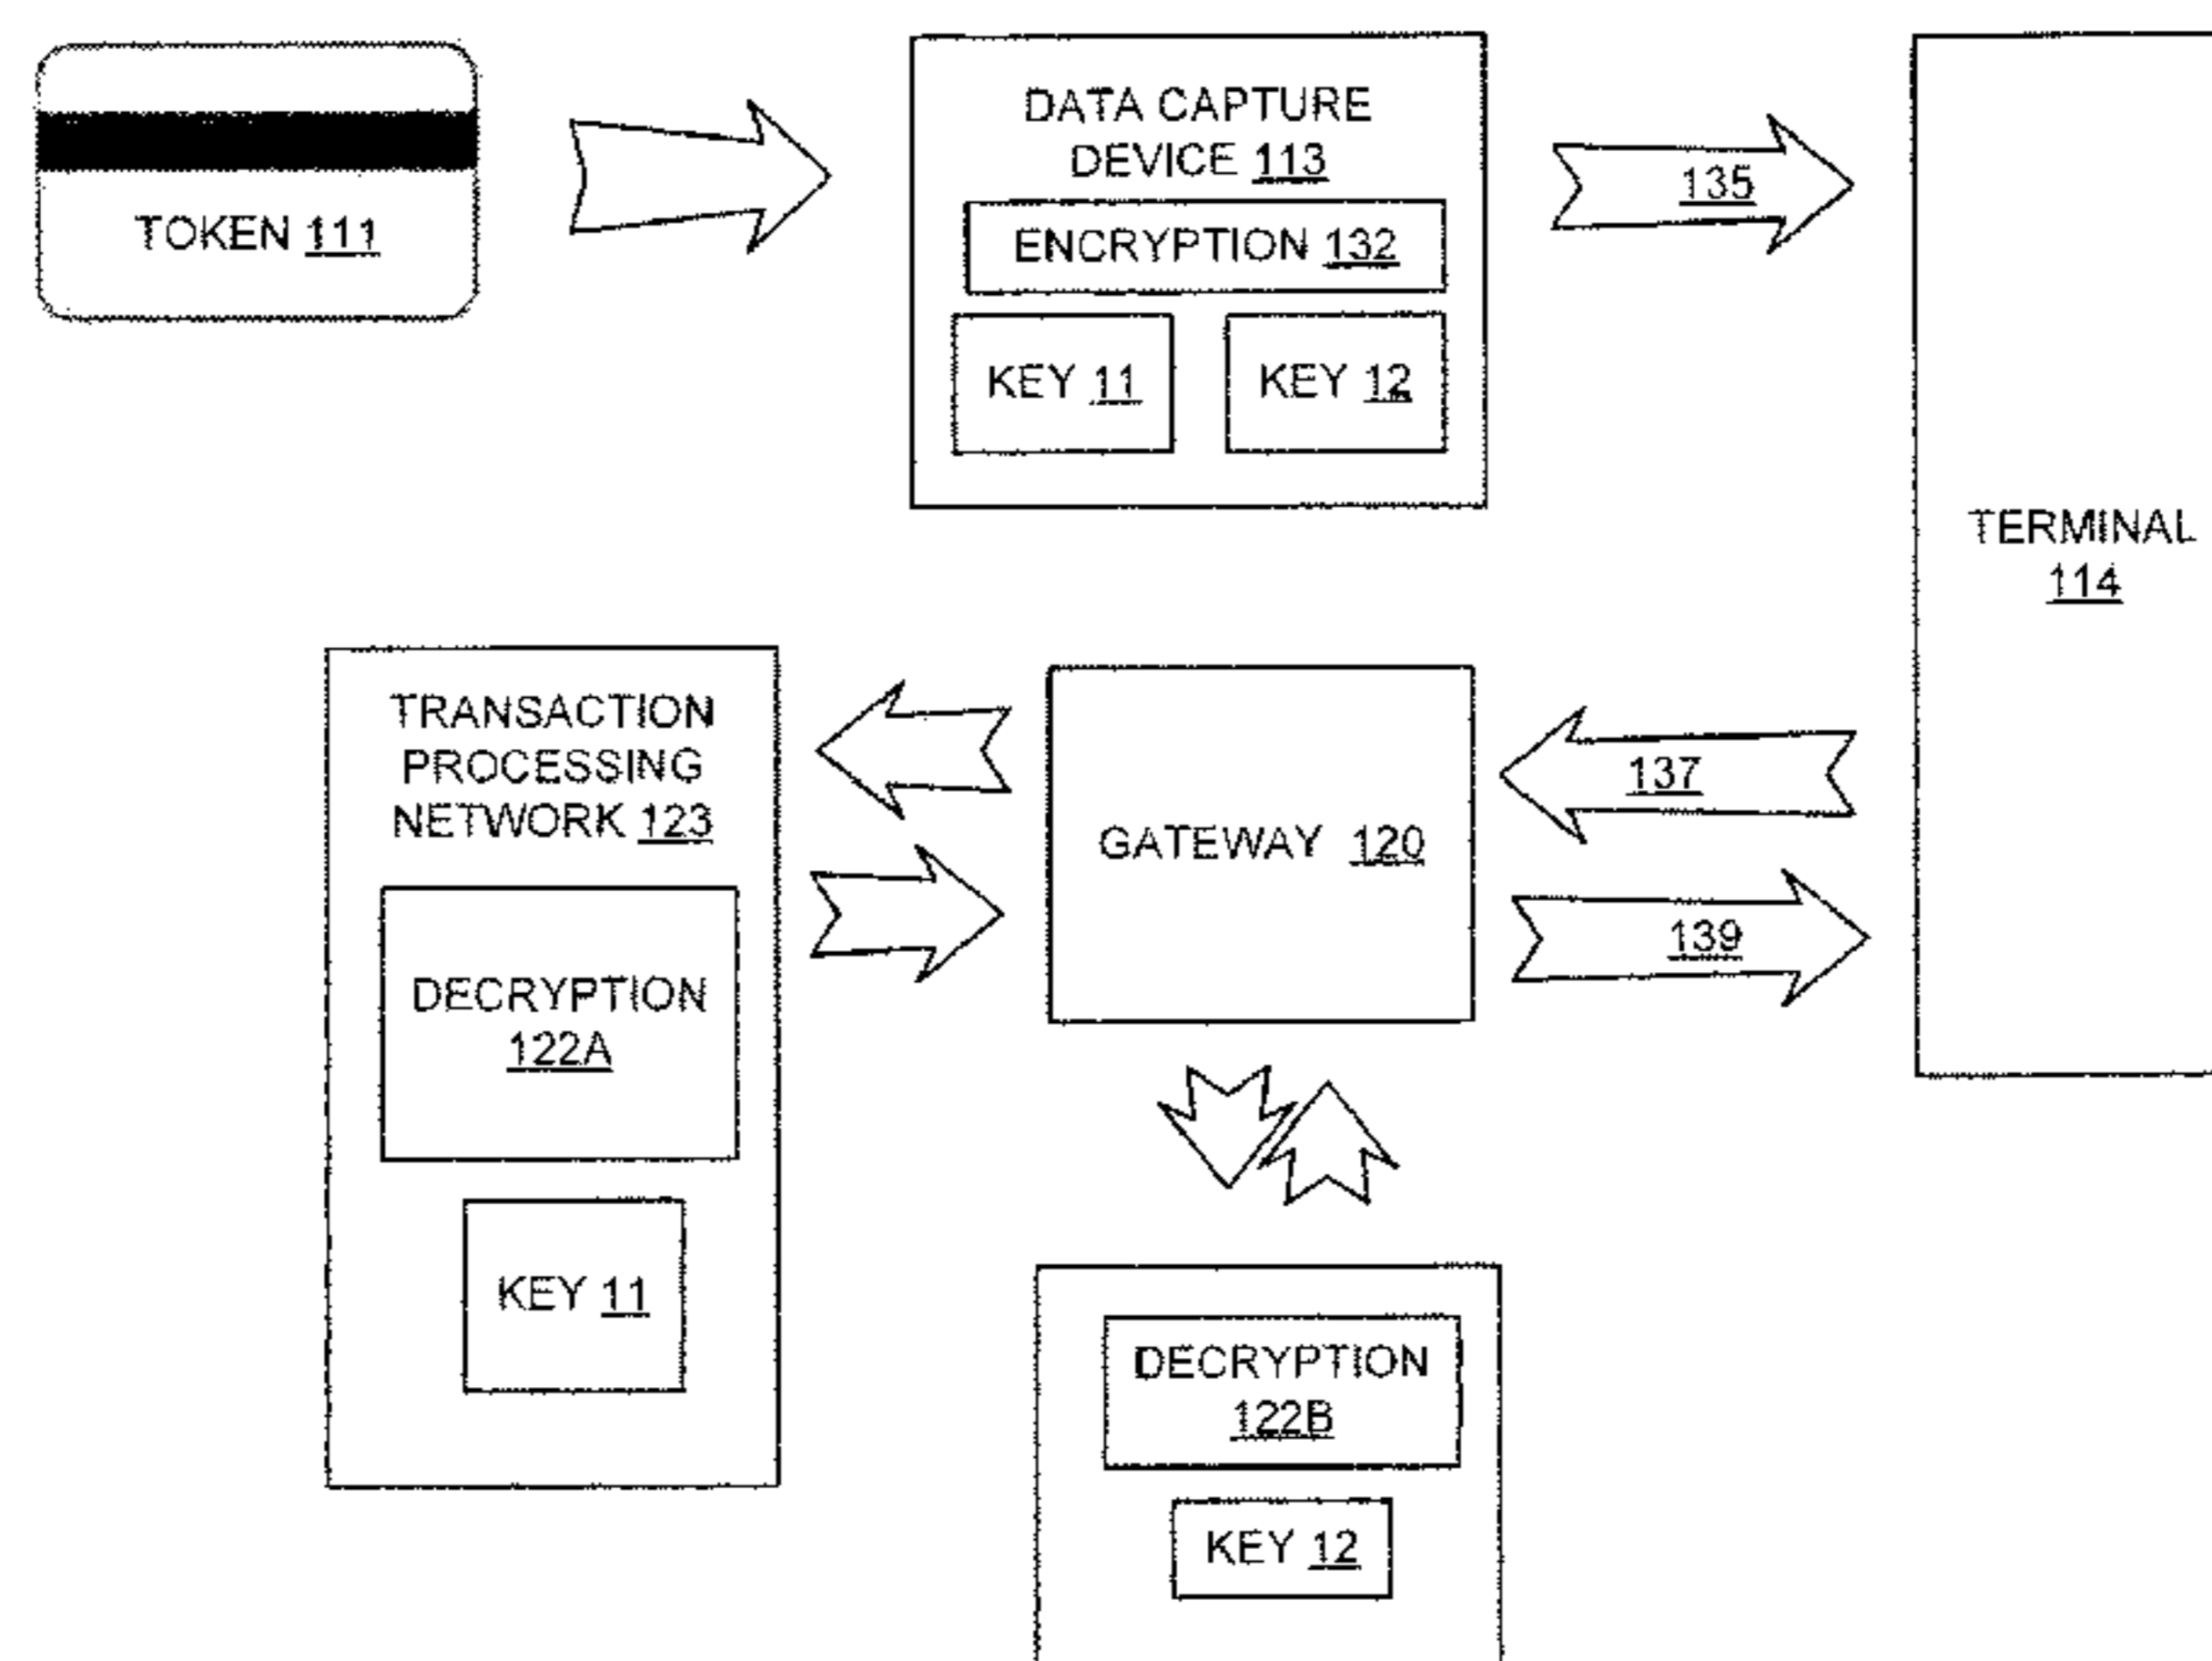 TOKEN 111
DATA CAPTURE
DEVICE 113
ENCRYPTION 132
KEY 11
KEY 12
135
TERMINAL
114
TRANSACTION
PROCESSING
NETWORK 123
DECRYPTION
122A
KEY 11
GATEWAY 120
137
139
DECRYPTION
122B
KEY 12